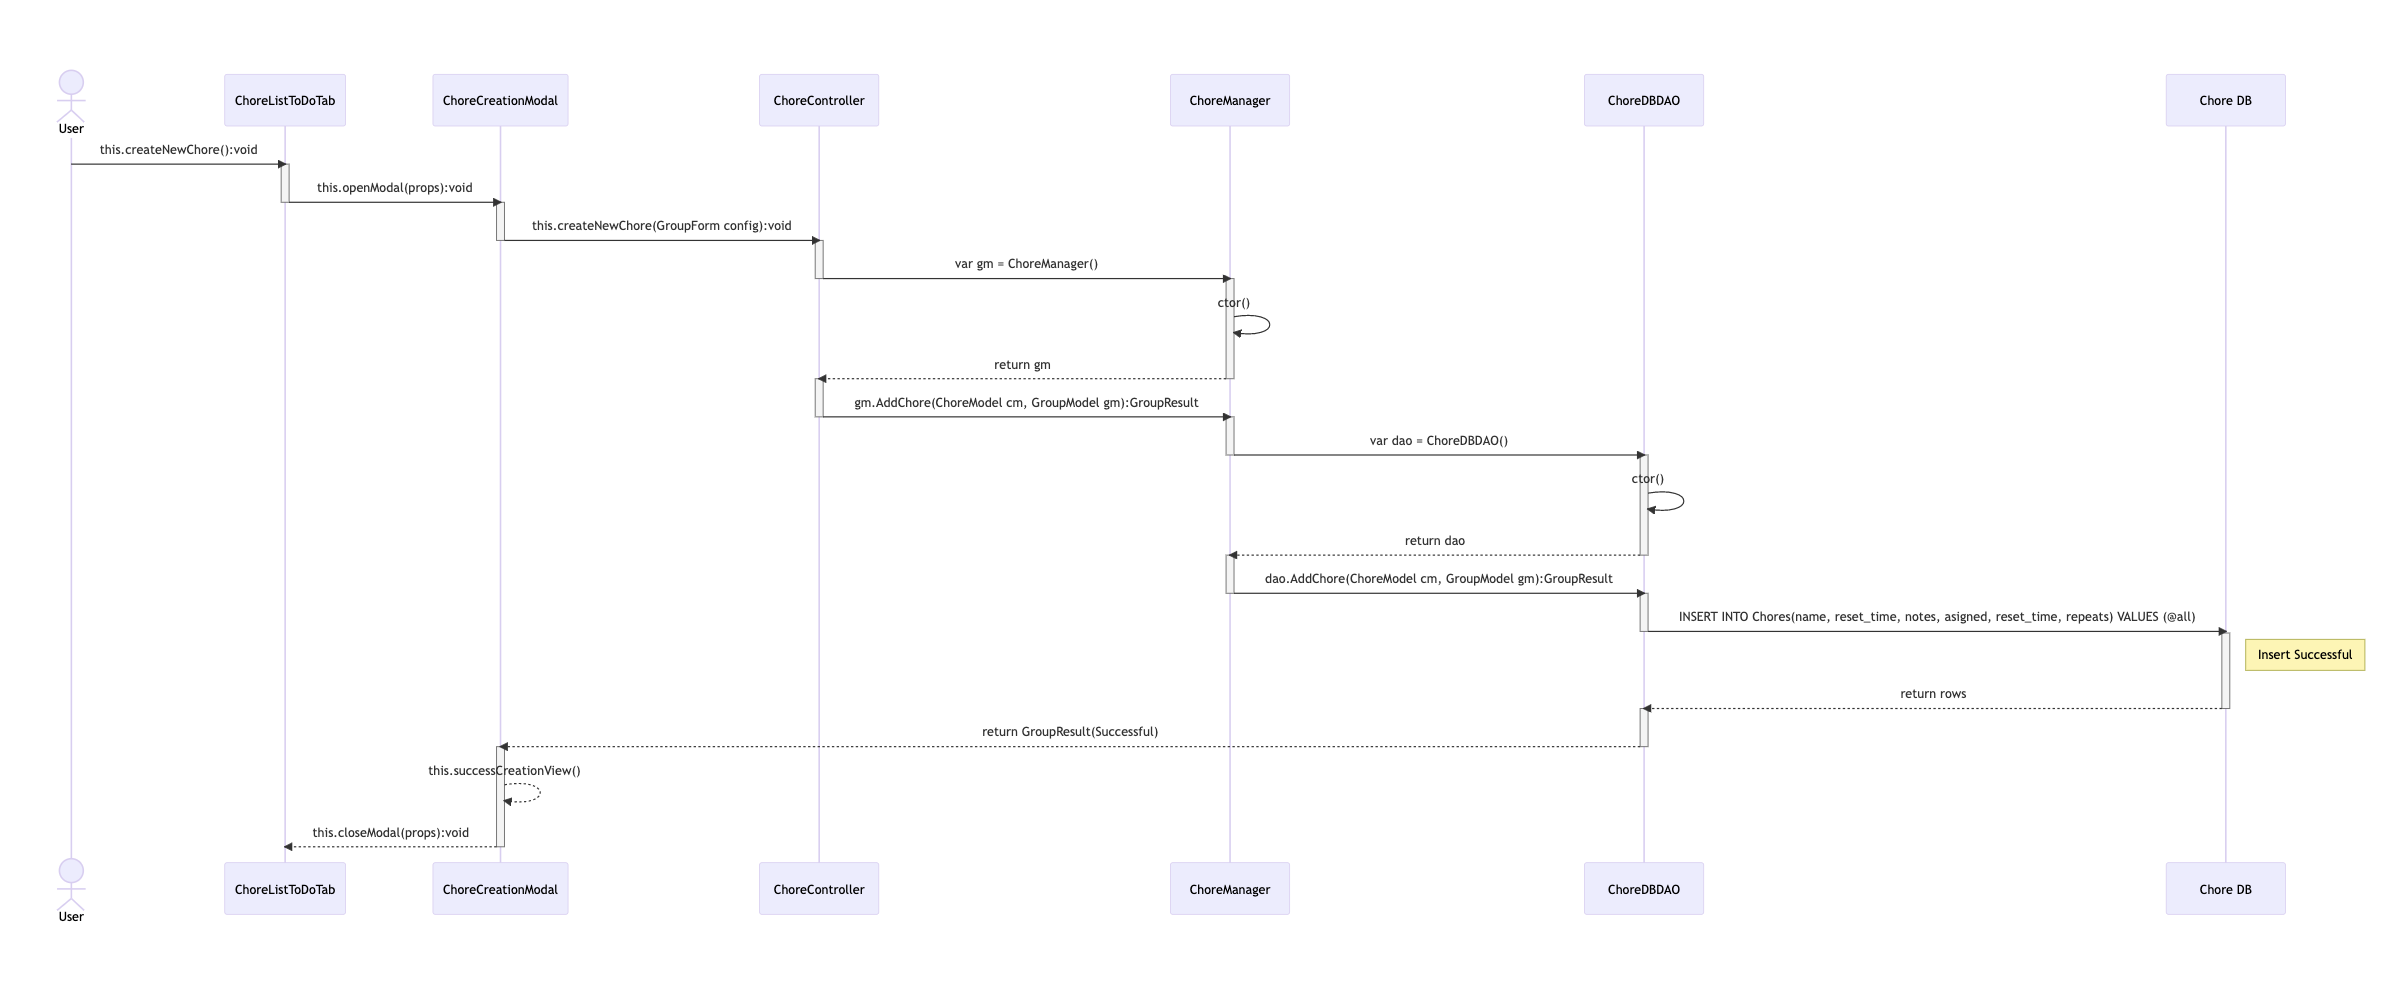 User
ChoreListToDoTab
ChoreCreationModal
ChoreController
ChoreManager
ChoreDBDAO
Chore DB
this.createNewChore():void
this.openModal(props):void
this.createNewChore(GroupForm config):void
var gm = ChoreManager()
ctor()
return gm
gm.AddChore(ChoreModel cm, GroupModel gm):GroupResult
var dao = ChoreDBDAO()
ctor()
return dao
dao.AddChore(ChoreModel cm, GroupModel gm):GroupResult
INSERT INTO Chores(name, reset_time, notes, asigned, reset_time, repeats) VALUES (@all)
Insert Successful
return rows
return GroupResult(Successful)
this.successCreationView()
this.closeModal(props):void
User
ChoreListToDoTab
ChoreCreationModal
ChoreController
ChoreManager
ChoreDBDAO
Chore DB